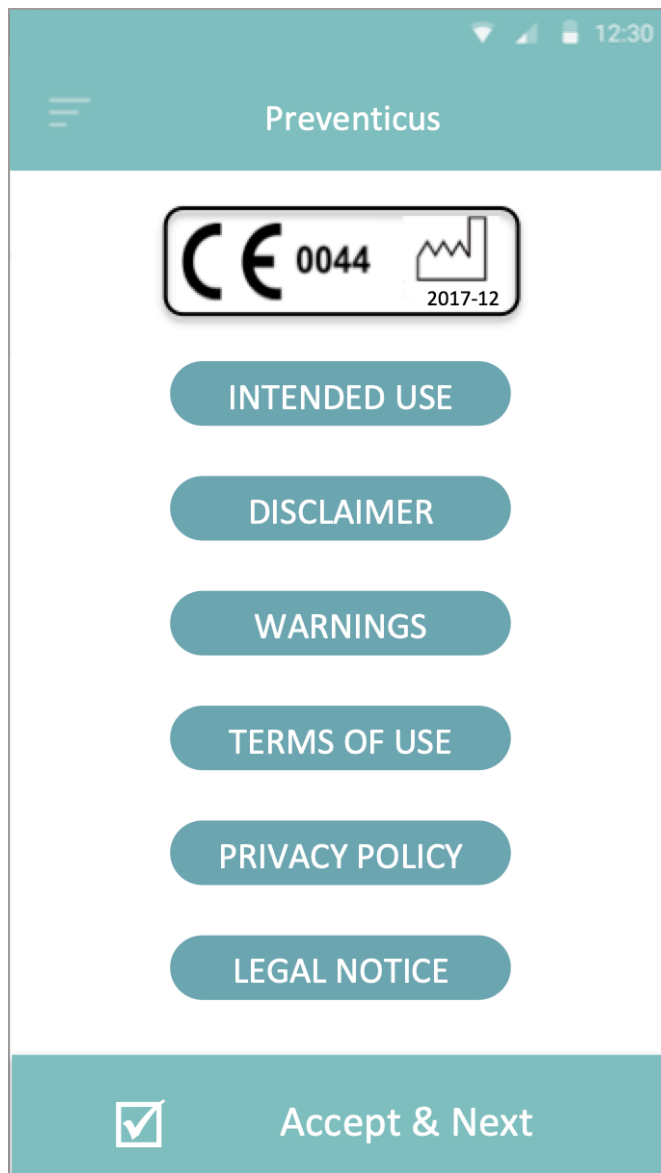 12:30
Preventicus
CE 0044
2017-12
INTENDED USE
DISCLAIMER
WARNINGS
TERMS OF USE
PRIVACY POLICY
LEGAL NOTICE
Accept & Next